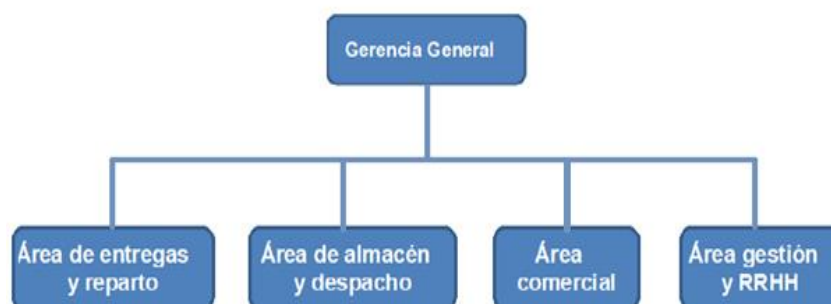 Gerencia General
Área de entregas
y reparto
Área de almacén
y despacho
Área
comercial
Área gestión
y RRHH